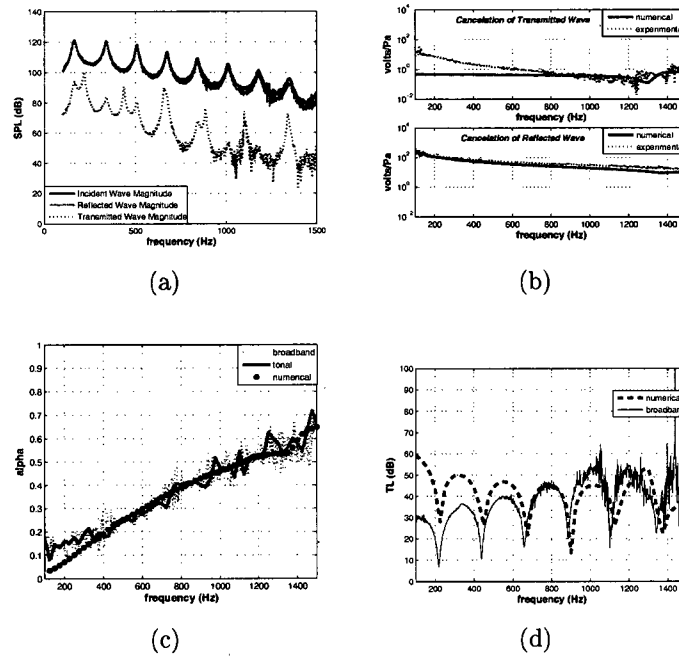 140
120
100
80
60
40
20
0
500
1000
1500
SPL (dB)
Incident Wave Magnitude
Reflected Wave Magnitude
Transmitted Wave Magnitude
frequency (Hz)
(a)
Cancelation of Transmitted Wave
numerical
experimental
volts/Pa
200 400 600 800 1000 1200 1400
frequency (Hz)
Cancelation of Reflected Wave
numerical
experimental
volts/Pa
200 400 600 800 1000 1200 1400
frequency (Hz)
(b)
1
0.9
0.8
0.7
0.6
0.5
0.4
0.3
0.2
0.1
0
alpha
broadband
tonal
numerical
200 400 600 800 1000 1200 1400
frequency (Hz)
(c)
100
90
80
70
60
50
40
30
20
10
0
TL (dB)
numerical
broadband
200 400 600 800 1000 1200 1400
frequency (Hz)
(d)